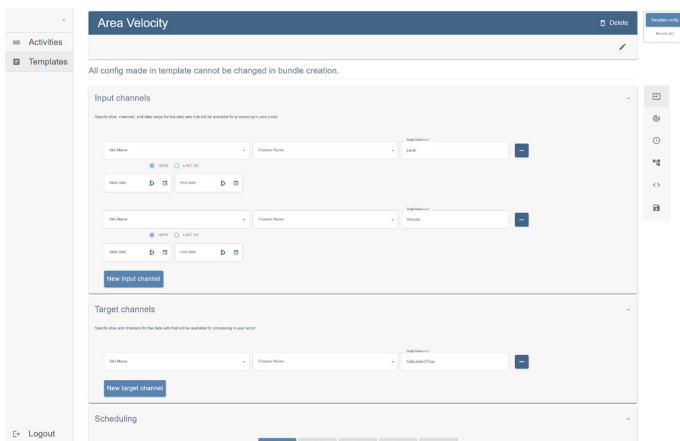 Area Velocity
Delete
Template config
Activities
Templates
All config made in template cannot be changed in bundle creation.
Input channels
Specify sites, channels, and date range for the data sets that will be available for processing in your script
Script Reference *
Site Name
Channel Name
Level
DATE
LAST OF
Start date
End date
Script Reference *
Site Name
Channel Name
Velocity
DATE
LAST OF
Start date
End date
New input channel
Target channels
Specify sites and channels for the data sets that will be available for processing in your script
Script Reference *
Site Name
Channel Name
Calculated Flow
New target channel
Scheduling
Logout